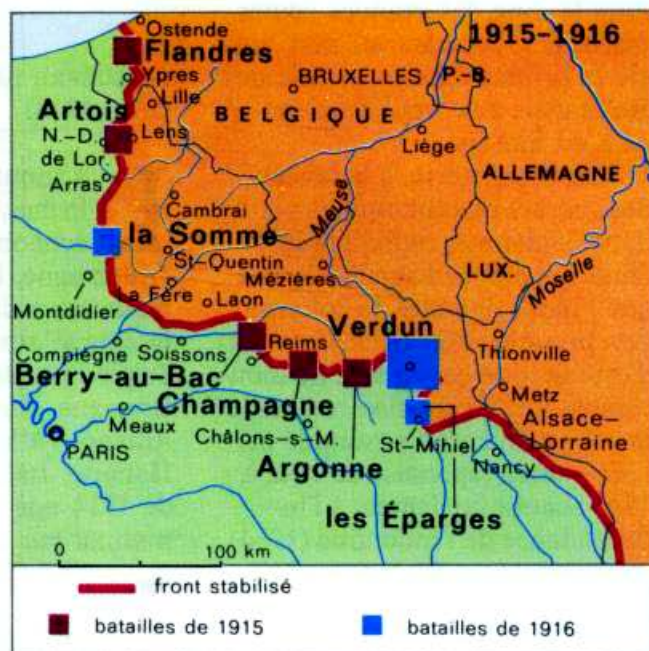 1915-1916
Ostende
Flandres
Ypres
BRUXELLES
P.-B.
Lille
Artois
BELGIQUE
N.-D.
de Lor.
Lens
Liège
ALLEMAGNE
Arras
Cambrai
Meuse
la Somme
St-Quentin
Mézières
LUX.
Moselle
Montdidier
La Fère
Laon
Verdun
Thionville
Compiègne
Soissons
Reims
Berry-au-Bac
Metz
Champagne
Meaux
Châlons-s-M.
St-Mihiel
Alsace-
Lorraine
PARIS
Argonne
Nancy
les Éparges
0
100 km
front stabilisé
batailles de 1915
batailles de 1916